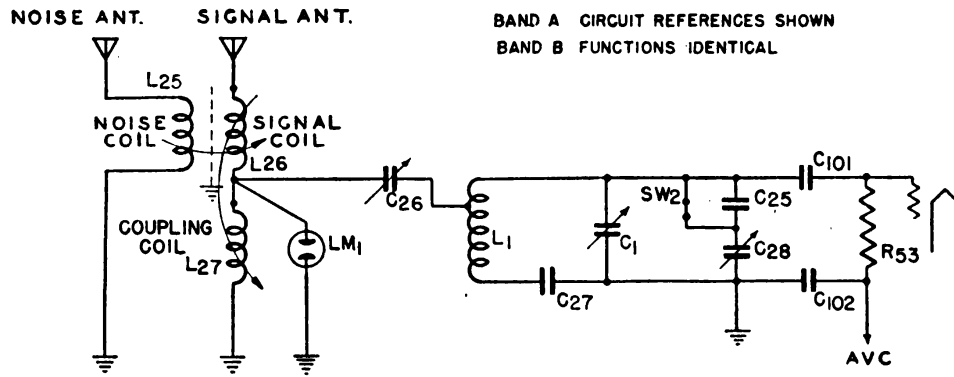 NOISE ANT. SIGNAL ANT.
BAND A CIRCUIT REFERENCES SHOWN
BAND B FUNCTIONS IDENTICAL
L25
NOISE COIL
SIGNAL COIL
L26
COUPLING COIL
L27
LM1
C26
L1
C27
C1
SW2
C25
C28
C101
C102
R53
AVC